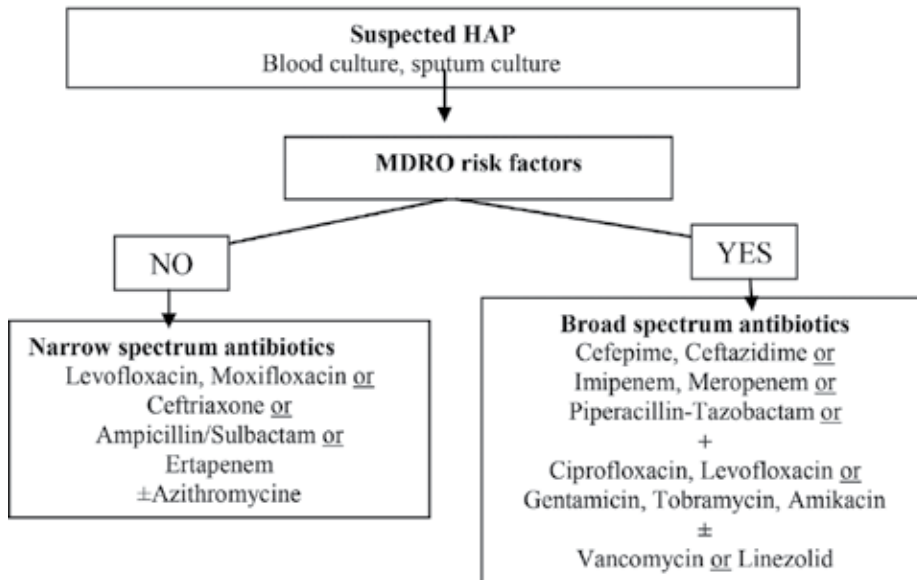 Suspected HAP
Blood culture, sputum culture
MDRO risk factors
NO
YES
Narrow spectrum antibiotics
Levofloxacin, Moxifloxacin or
Ceftriaxone or
Ampicillin/Sulbactam or
Ertapenem
±Azithromycine
Broad spectrum antibiotics
Cefepime, Ceftazidime or
Imipenem, Meropenem or
Piperacillin-Tazobactam or
+
Ciprofloxacin, Levofloxacin or
Gentamicin, Tobramycin, Amikacin
±
Vancomycin or Linezolid